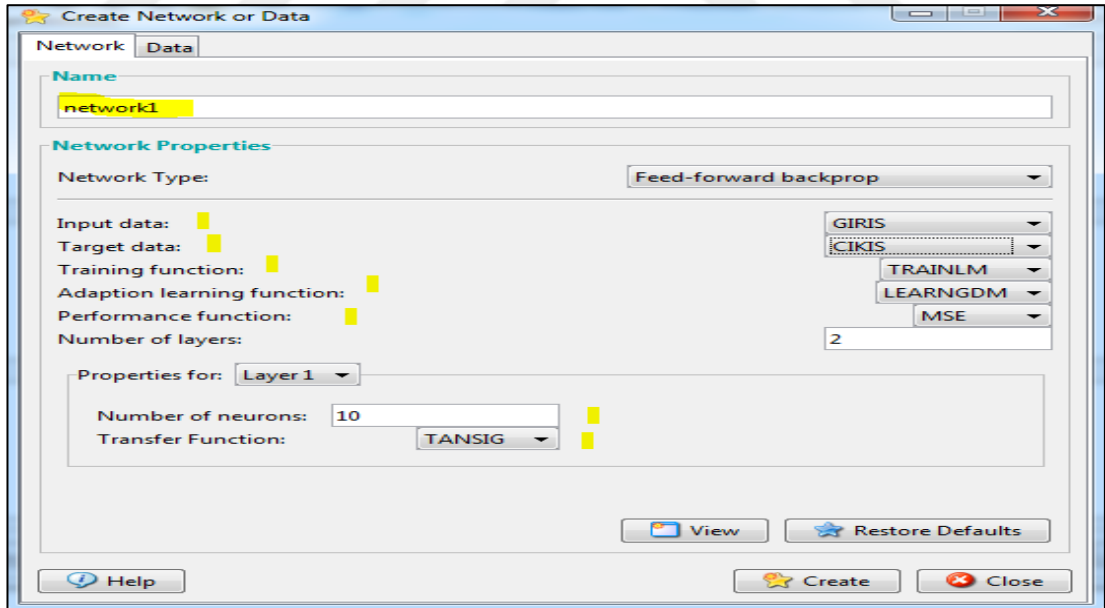 Create Network or Data
Network Data
Name
network1
Network Properties
Network Type: Feed-forward backprop
Input data: GIRIS
Target data: CIKIS
Training function: TRAINLM
Adaption learning function: LEARNGDM
Performance function: MSE
Number of layers: 2
Properties for: Layer 1
Number of neurons: 10
Transfer Function: TANSIG
View Restore Defaults
Help Create Close